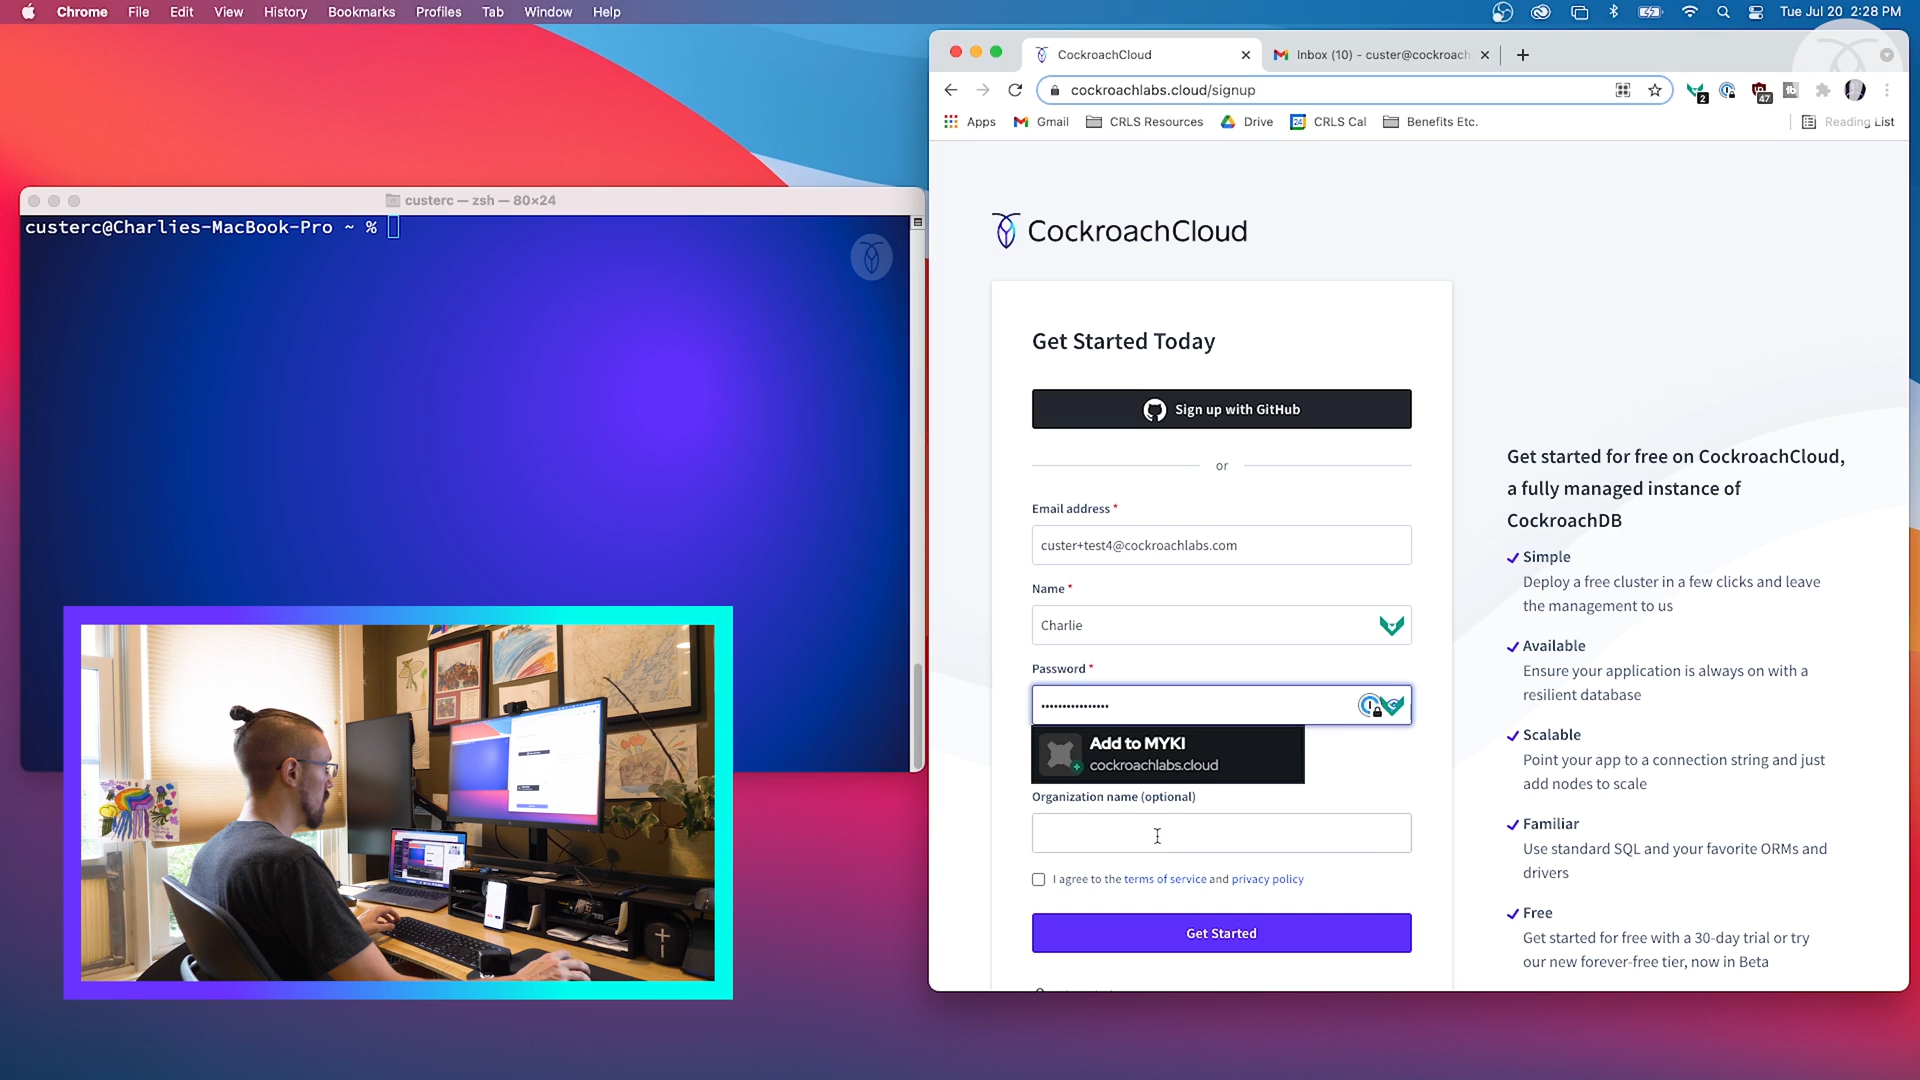 Chrome File Edit View History Bookmarks Profiles Tab Window Help
Tue Jul 20 2:28 PM
custerc — zsh — 80×24
custerc@Charlies-MacBook-Pro ~ %
CockroachCloud
Inbox (10) - custer@cockroach
cockroachlabs.cloud/signup
2
47
Apps Gmail CRLS Resources Drive 24 CRLS Cal Benefits Etc. Reading List
CockroachCloud
Get Started Today
Sign up with GitHub
or
Email address *
custer+test4@cockroachlabs.com
Name *
Charlie
Password *
••••••••••••••••
Add to MYKI
cockroachlabs.cloud
Organization name (optional)
I agree to the terms of service and privacy policy
Get Started
Get started for free on CockroachCloud,
a fully managed instance of
CockroachDB
Simple
Deploy a free cluster in a few clicks and leave
the management to us
Available
Ensure your application is always on with a
resilient database
Scalable
Point your app to a connection string and just
add nodes to scale
Familiar
Use standard SQL and your favorite ORMs and
drivers
Free
Get started for free with a 30-day trial or try
our new forever-free tier, now in Beta